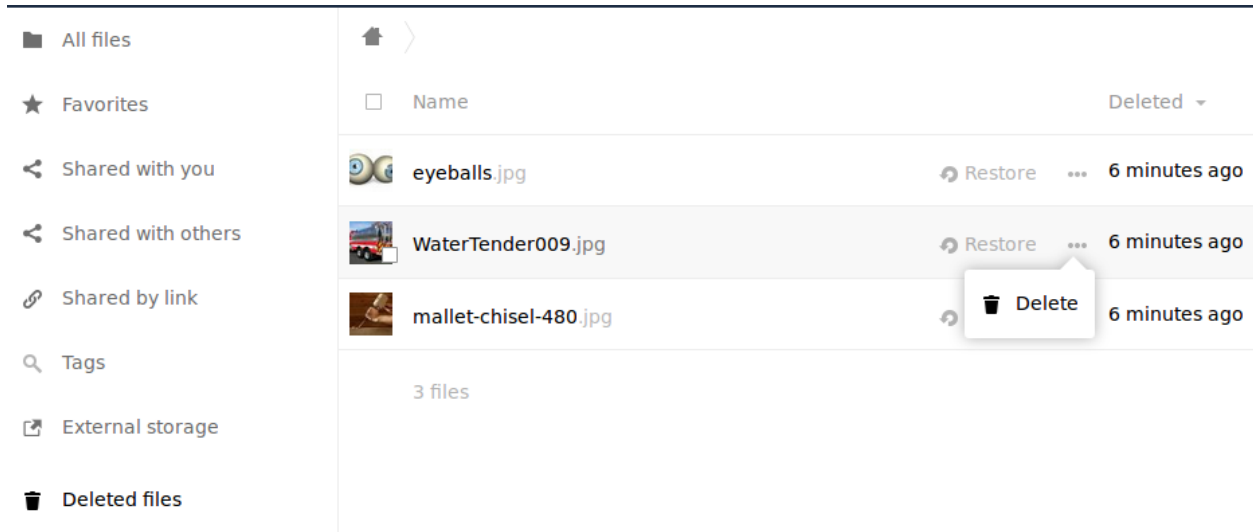 All files
Favorites
Shared with you
Shared with others
Shared by link
Tags
External storage
Deleted files
Name Deleted
eyeballs.jpg Restore ••• 6 minutes ago
WaterTender009.jpg Restore ••• 6 minutes ago
Delete
mallet-chisel-480.jpg 6 minutes ago
3 files